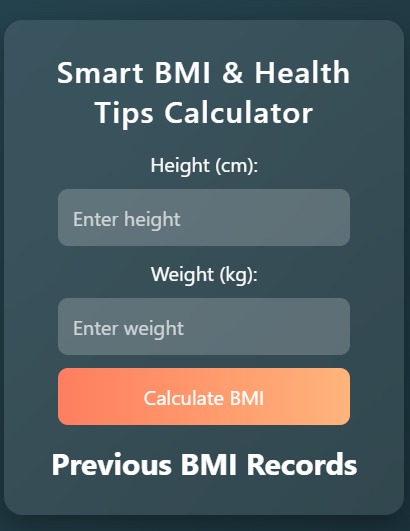 Smart BMI & Health
Tips Calculator
Height (cm):
Enter height
Weight (kg):
Enter weight
Calculate BMI
Previous BMI Records